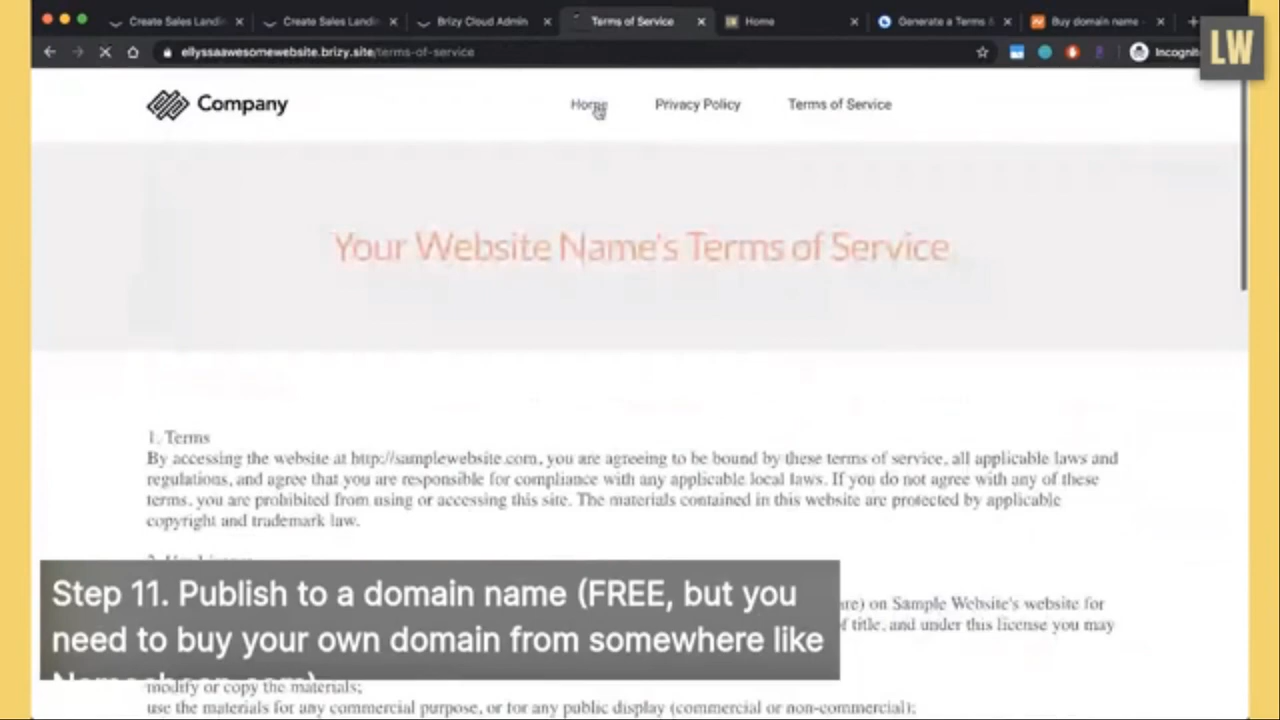 Create Sales Landi
Create Sales Landi
Brizy Cloud Admin
Terms of Service
Home
Generate a Terms &
Buy domain name
ellyssaawesomewebsite.brizy.site/terms-of-service
Incognit
LW
Company
Home
Privacy Policy
Terms of Service
Your Website Name's Terms of Service
1. Terms
By accessing the website at http://samplewebsite.com, you are agreeing to be bound by these terms of service, all applicable laws and
regulations, and agree that you are responsible for compliance with any applicable local laws. If you do not agree with any of these
terms, you are prohibited from using or accessing this site. The materials contained in this website are protected by applicable
copyright and trademark law.
Step 11. Publish to a domain name (FREE, but you
need to buy your own domain from somewhere like
on Sample Website's website for
of title, and under this license you may
modify or copy the materials;
use the materials for any commercial purpose, or for any public display (commercial or non-commercial);